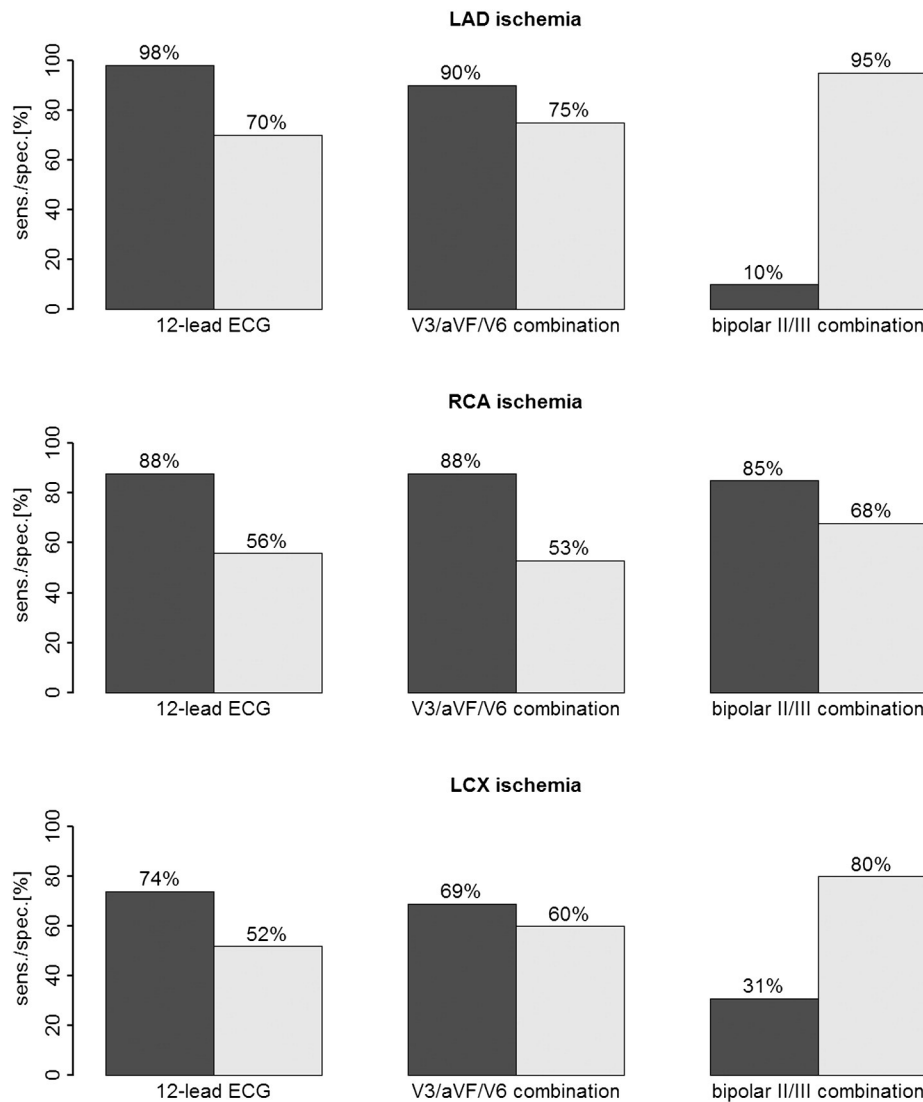 LAD ischemia
sens./spec.[%]
0 20 40 60 80 100
98%
70%
90%
75%
10%
95%
12-lead ECG
V3/aVF/V6 combination
bipolar II/III combination
RCA ischemia
sens./spec.[%]
0 20 40 60 80 100
88%
56%
88%
53%
85%
68%
12-lead ECG
V3/aVF/V6 combination
bipolar II/III combination
LCX ischemia
sens./spec.[%]
0 20 40 60 80 100
74%
52%
69%
60%
31%
80%
12-lead ECG
V3/aVF/V6 combination
bipolar II/III combination